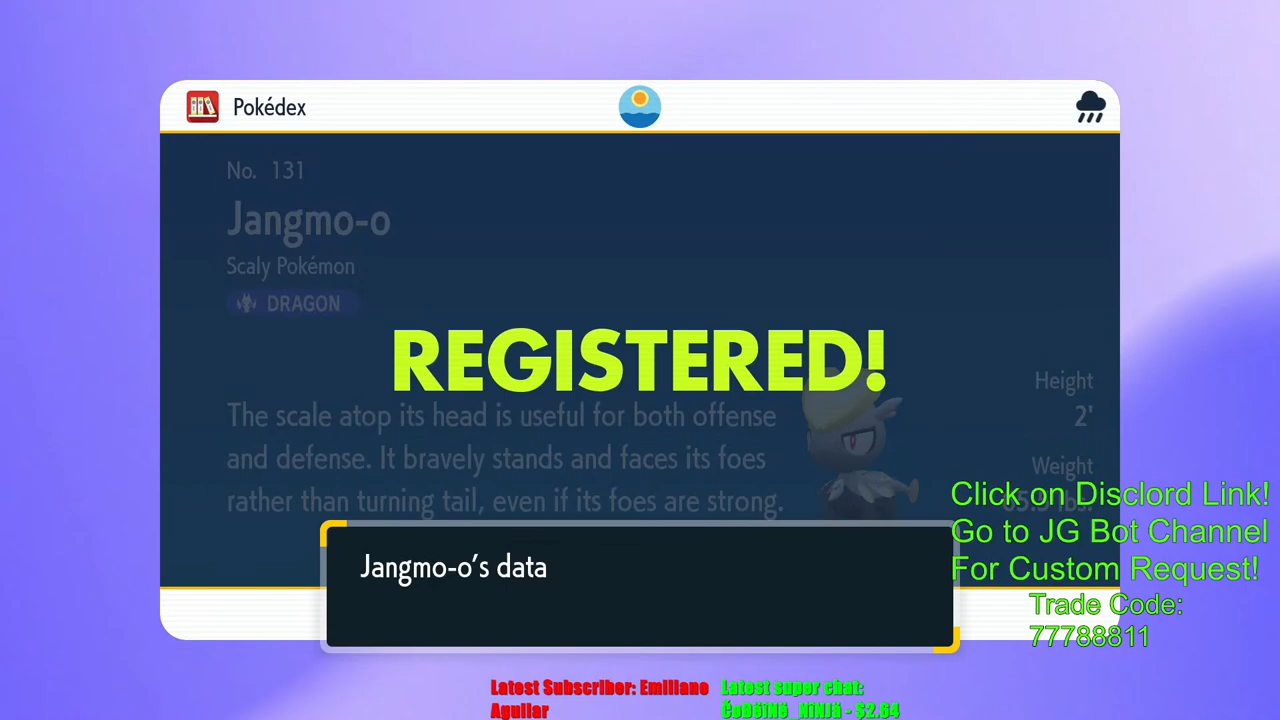 Pokédex
No. 131
Jangmo-o
Scaly Pokémon
DRAGON
REGISTERED!
Height
2'
The scale atop its head is useful for both offense
and defense. It bravely stands and faces its foes
rather than turning tail, even if its foes are strong.
Weight
lbs.
Click on Disclord Link!
Go to JG Bot Channel
For Custom Request!
Trade Code:
77788811
Jangmo-o's data
Latest Subscriber: Emiliano
Aguilar
Latest super chat:
- $2.64